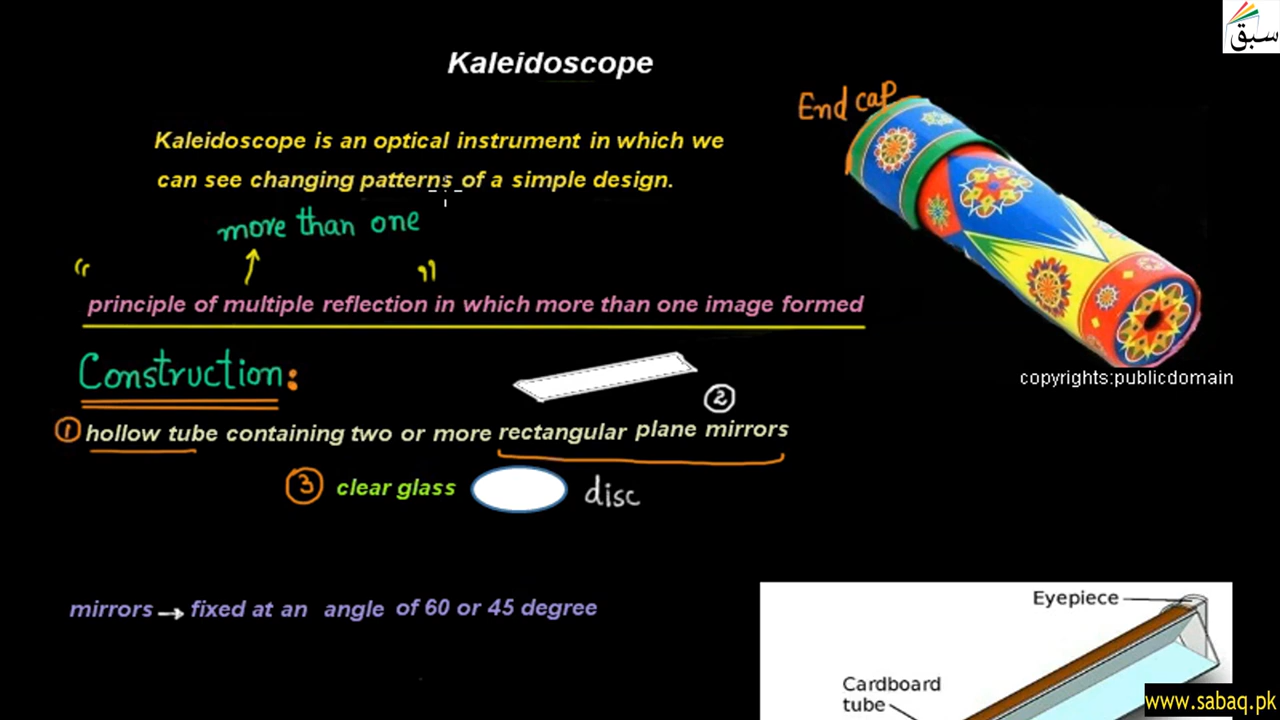 سبق
Kaleidoscope
End cap
Kaleidoscope is an optical instrument in which we
can see changing patterns of a simple design.
more than one
“ ”
principle of multiple reflection in which more than one image formed
copyrights:publicdomain
Construction:
2
1 hollow tube containing two or more rectangular plane mirrors
3 clear glass disc
mirrors → fixed at an angle of 60 or 45 degree
Eyepiece
Cardboard
tube
www.sabaq.pk